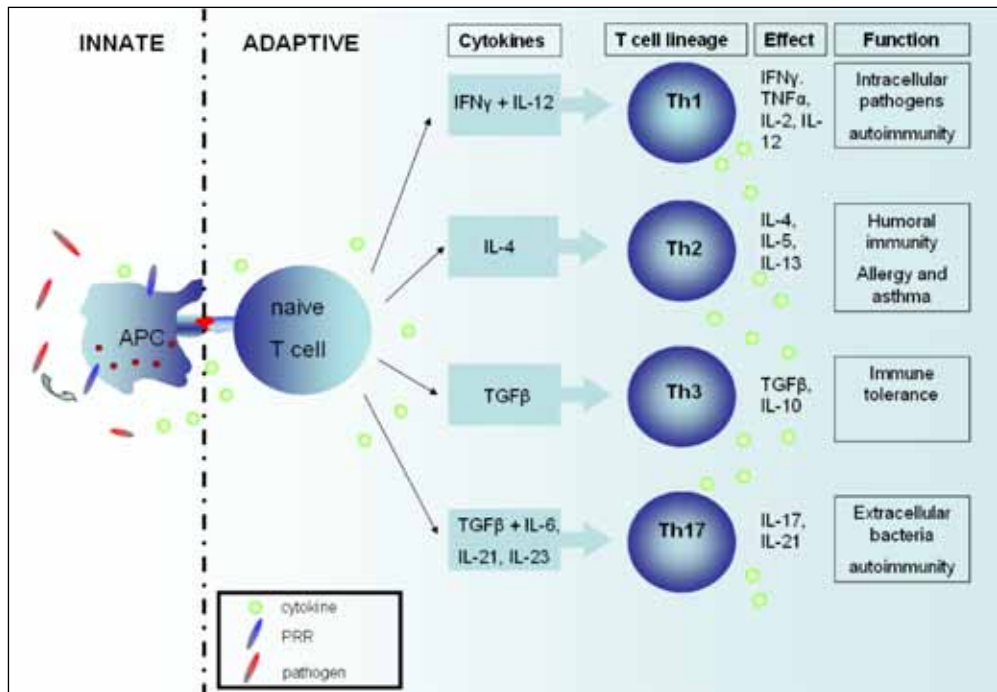 INNATE
ADAPTIVE
Cytokines
T cell lineage
Effect
Function
IFNγ + IL-12
Th1
IFNγ.
TNFα,
IL-2, IL-
12
Intracellular
pathogens
autoimmunity
IL-4
Th2
IL-4,
IL-5,
IL-13
Humoral
immunity
Allergy and
asthma
APC
naive
T cell
TGFβ
Th3
TGFβ,
IL-10
Immune
tolerance
TGFβ + IL-6,
IL-21, IL-23
Th17
IL-17,
IL-21
Extracellular
bacteria
autoimmunity
cytokine
PRR
pathogen